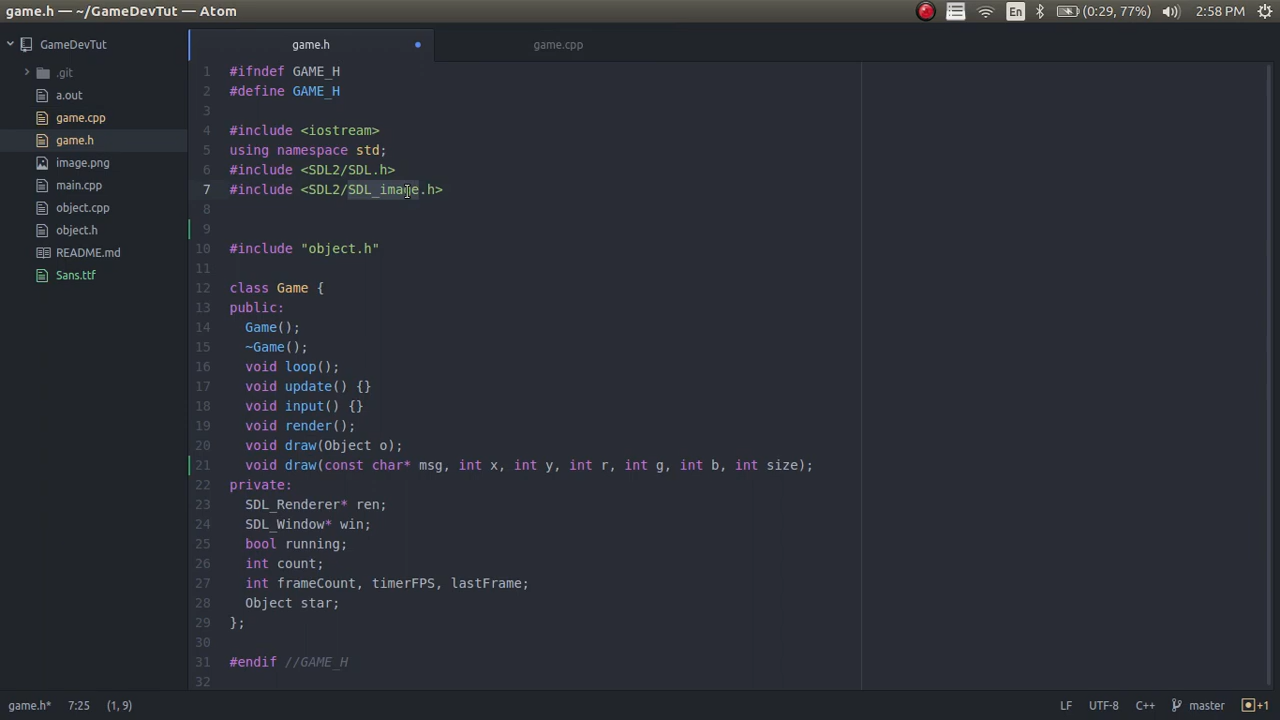 game.h — ~/GameDevTut — Atom
En (0:29, 77%) 2:58 PM
GameDevTut
.git
a.out
game.cpp
game.h
image.png
main.cpp
object.cpp
object.h
README.md
Sans.ttf
game.h game.cpp
1 #ifndef GAME_H
2 #define GAME_H
3
4 #include <iostream>
5 using namespace std;
6 #include <SDL2/SDL.h>
7 #include <SDL2/SDL_image.h>
8
9
10 #include "object.h"
11
12 class Game {
13 public:
14 Game();
15 ~Game();
16 void loop();
17 void update() {}
18 void input() {}
19 void render();
20 void draw(Object o);
21 void draw(const char* msg, int x, int y, int r, int g, int b, int size);
22 private:
23 SDL_Renderer* ren;
24 SDL_Window* win;
25 bool running;
26 int count;
27 int frameCount, timerFPS, lastFrame;
28 Object star;
29 };
30
31 #endif //GAME_H
32
game.h* 7:25 (1, 9) LF UTF-8 C++ master +1